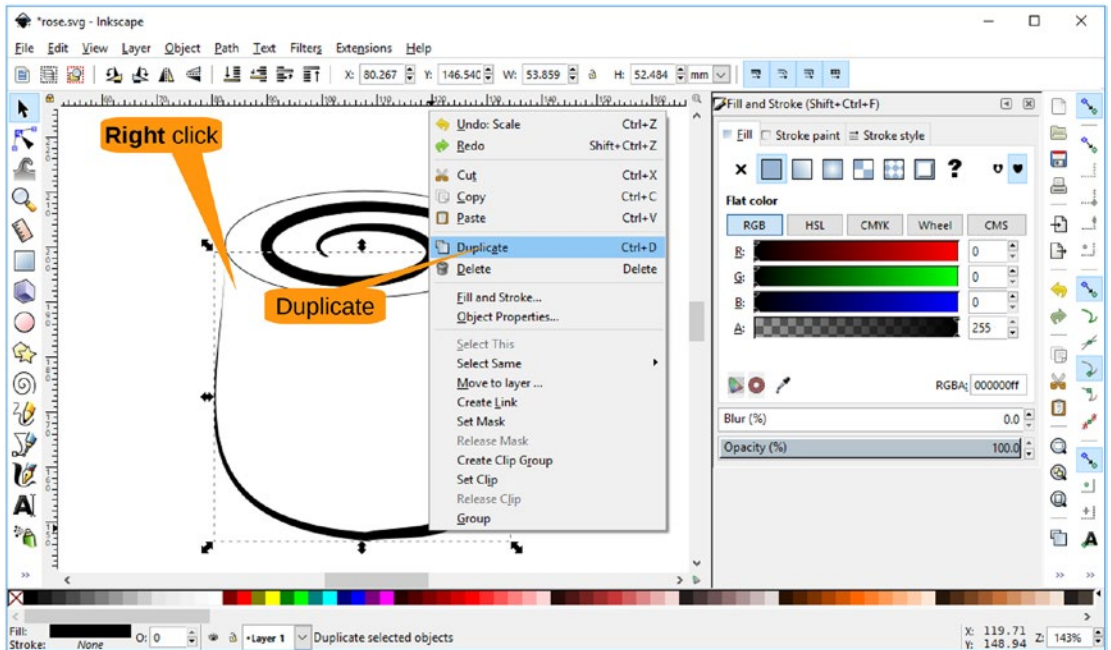 *rose.svg - Inkscape
File Edit View Layer Object Path Text Filters Extensions Help
X: 80.267 Y: 146.540 W: 53.859 H: 52.484 mm
Fill and Stroke (Shift+Ctrl+F)
Fill Stroke paint Stroke style
?
Flat color
RGB HSL CMYK Wheel CMS
R: 0
G: 0
B: 0
A: 255
RGBA: 000000ff
Blur (%) 0.0
Opacity (%) 100.0
Right click
Duplicate
Undo: Scale Ctrl+Z
Redo Shift+Ctrl+Z
Cut Ctrl+X
Copy Ctrl+C
Paste Ctrl+V
Duplicate Ctrl+D
Delete Delete
Fill and Stroke...
Object Properties...
Select This
Select Same
Move to layer ...
Create Link
Set Mask
Release Mask
Create Clip Group
Set Clip
Release Clip
Group
Fill:
Stroke: None
O: 0
•Layer 1
Duplicate selected objects
X: 119.71
Y: 148.94
Z: 143%